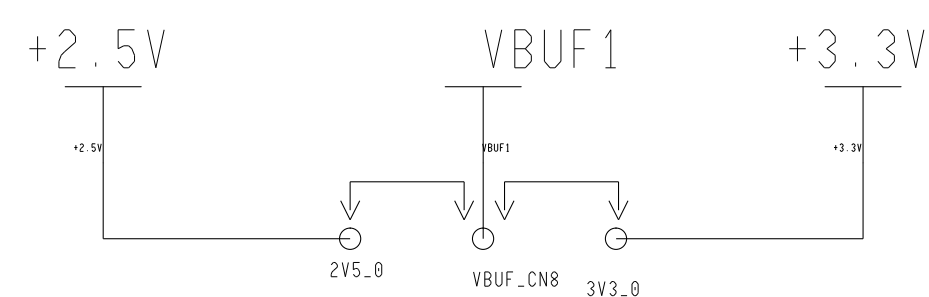 +2.5V
VBUF1
+3.3V
+2.5V
VBUF1
+3.3V
2V5_0
VBUF_CN8
3V3_0